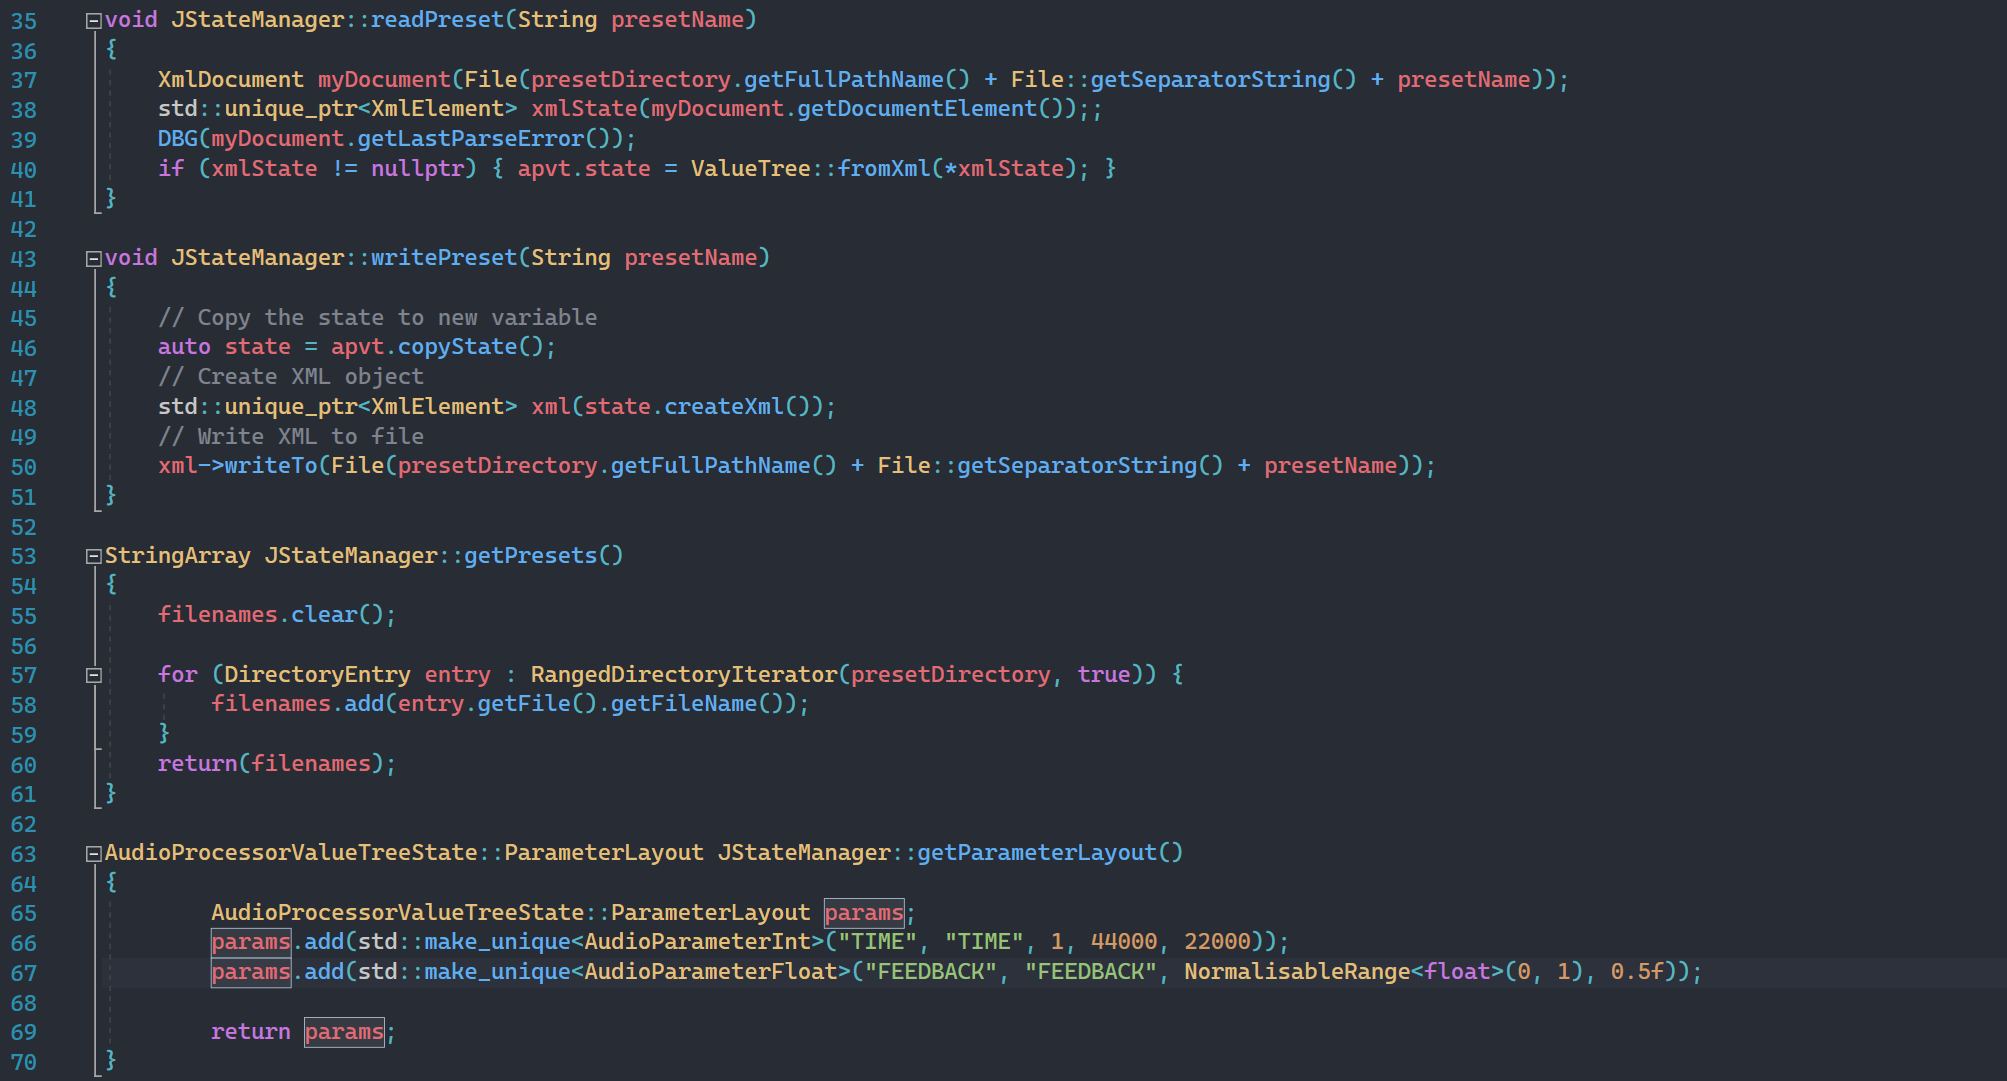 35 void JStateManager::readPreset(String presetName)
36 {
37     XmlDocument myDocument(File(presetDirectory.getFullPathName() + File::getSeparatorString() + presetName));
38     std::unique_ptr<XmlElement> xmlState(myDocument.getDocumentElement());;
39     DBG(myDocument.getLastParseError());
40     if (xmlState != nullptr) { apvt.state = ValueTree::fromXml(*xmlState); }
41 }
42
43 void JStateManager::writePreset(String presetName)
44 {
45     // Copy the state to new variable
46     auto state = apvt.copyState();
47     // Create XML object
48     std::unique_ptr<XmlElement> xml(state.createXml());
49     // Write XML to file
50     xml->writeTo(File(presetDirectory.getFullPathName() + File::getSeparatorString() + presetName));
51 }
52
53 StringArray JStateManager::getPresets()
54 {
55     filenames.clear();
56
57     for (DirectoryEntry entry : RangedDirectoryIterator(presetDirectory, true)) {
58         filenames.add(entry.getFile().getFileName());
59     }
60     return(filenames);
61 }
62
63 AudioProcessorValueTreeState::ParameterLayout JStateManager::getParameterLayout()
64 {
65         AudioProcessorValueTreeState::ParameterLayout params;
66         params.add(std::make_unique<AudioParameterInt>("TIME", "TIME", 1, 44000, 22000));
67         params.add(std::make_unique<AudioParameterFloat>("FEEDBACK", "FEEDBACK", NormalisableRange<float>(0, 1), 0.5f));
68
69         return params;
70 }